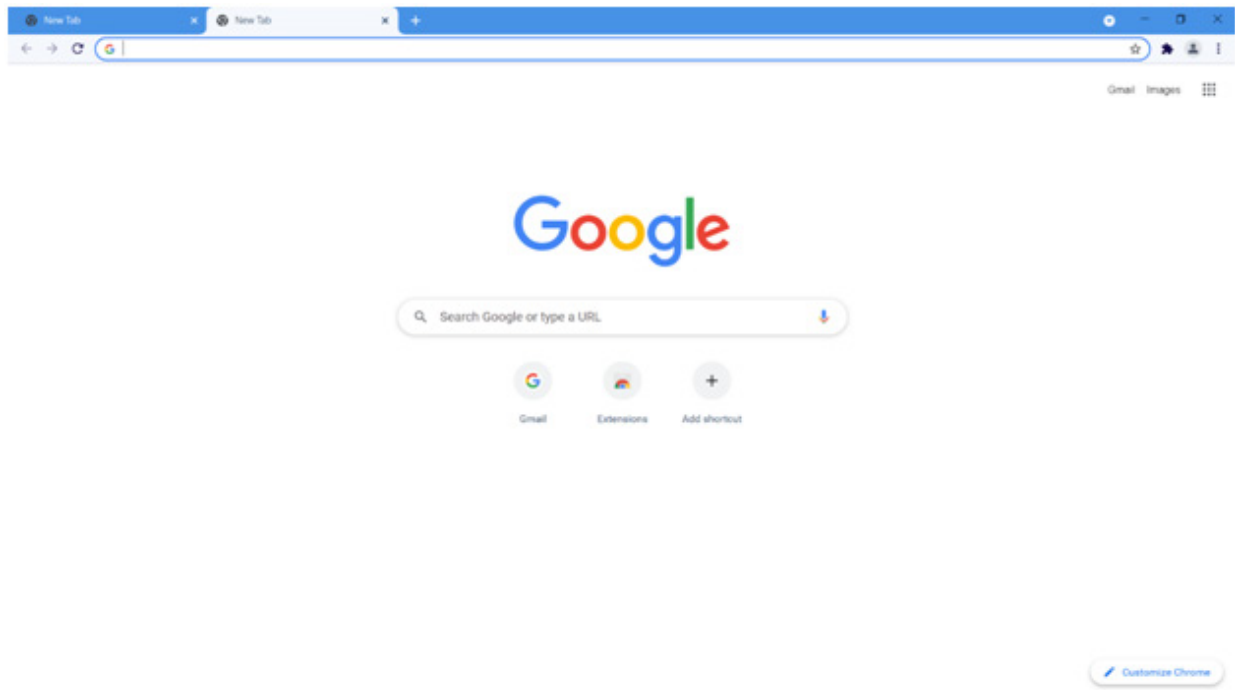 New Tab
New Tab
Gmail Images
Google
Search Google or type a URL
Gmail Extensions Add shortcut
Customize Chrome